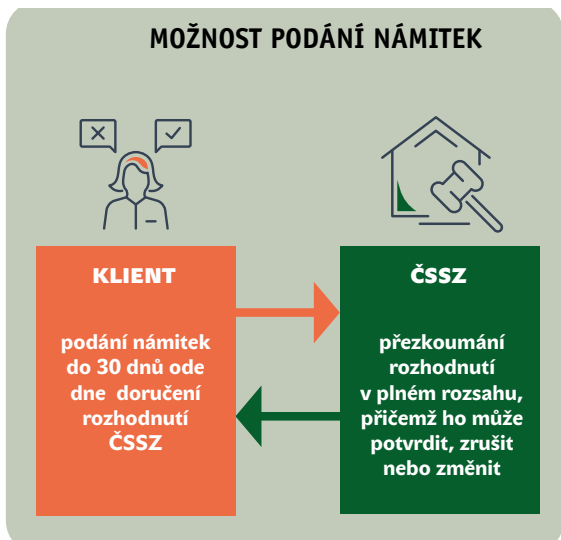 MOŽNOST PODÁNÍ NÁMITEK
KLIENT
podání námitek
do 30 dnů ode
dne doručení
rozhodnutí
ČSSZ
ČSSZ
přezkoumání
rozhodnutí
v plném rozsahu,
přičemž ho může
potvrdit, zrušit
nebo změnit